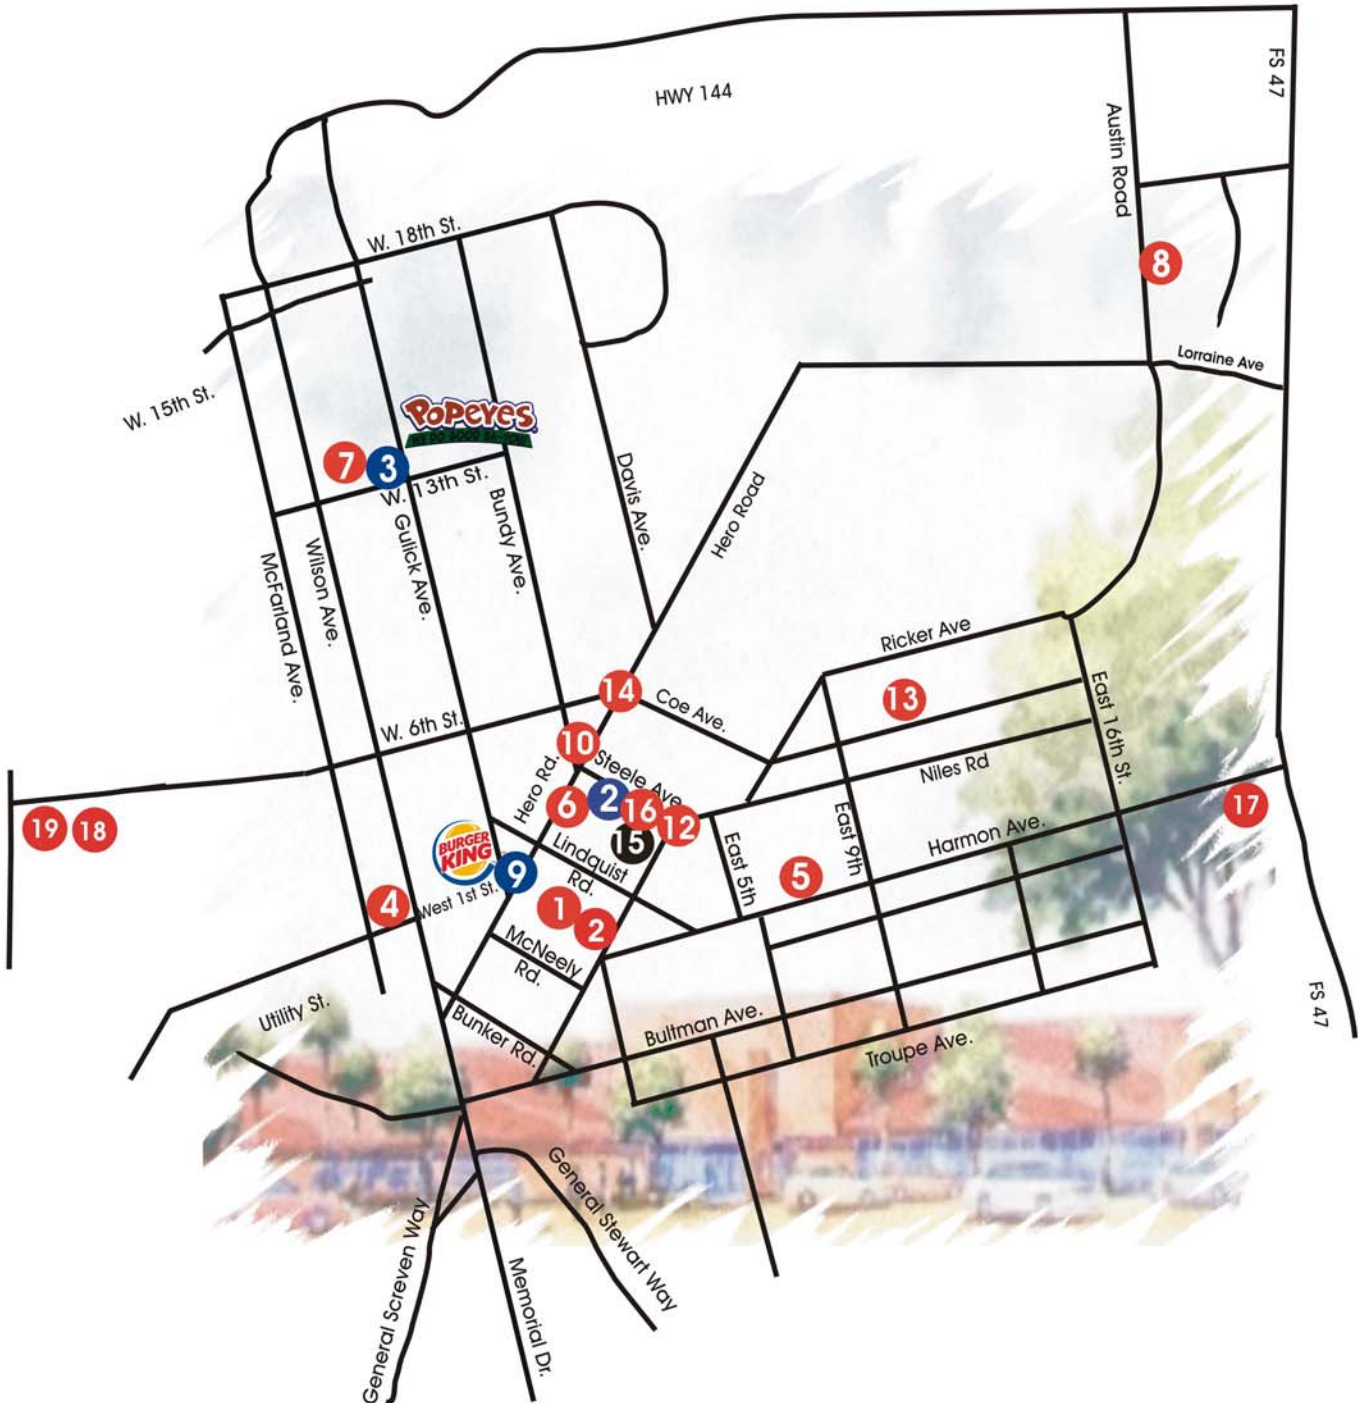 HWY 144
FS 47
Austin Road
W. 18th St.
8
Lorraine Ave
W. 15th St.
POPEYES
7
3
W. 13th St.
Davis Ave.
Hero Road
Bundy Ave.
Gulick Ave.
Wilson Ave.
McFarland Ave.
Ricker Ave
14
13
Coe Ave.
East 16th St.
W. 6th St.
10
Steele Ave.
Niles Rd
Hero Rd.
6
2
16
12
17
19
18
15
East 9th
Harmon Ave.
BURGER
KING
Lindquist
Rd.
East 5th
9
5
4
West 1st St.
1
2
McNeely
Rd.
Utility St.
Bunker Rd.
Bultman Ave.
Troupe Ave.
FS 47
General Screven Way
General Stewart Way
Memorial Dr.